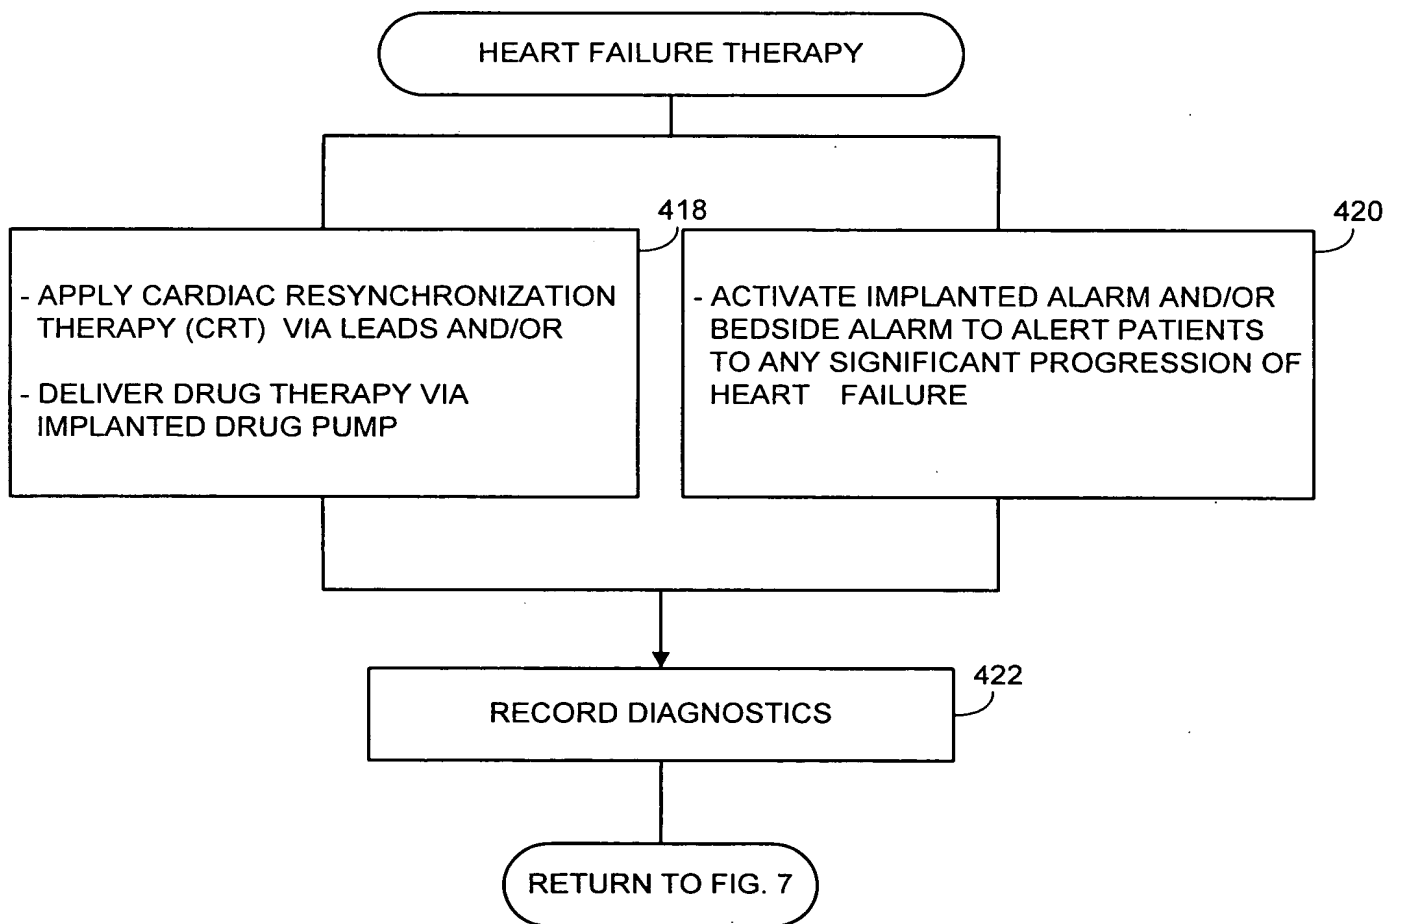 HEART FAILURE THERAPY
418
420
- APPLY CARDIAC RESYNCHRONIZATION
THERAPY (CRT) VIA LEADS AND/OR
- DELIVER DRUG THERAPY VIA
IMPLANTED DRUG PUMP
- ACTIVATE IMPLANTED ALARM AND/OR
BEDSIDE ALARM TO ALERT PATIENTS
TO ANY SIGNIFICANT PROGRESSION OF
HEART FAILURE
422
RECORD DIAGNOSTICS
RETURN TO FIG. 7